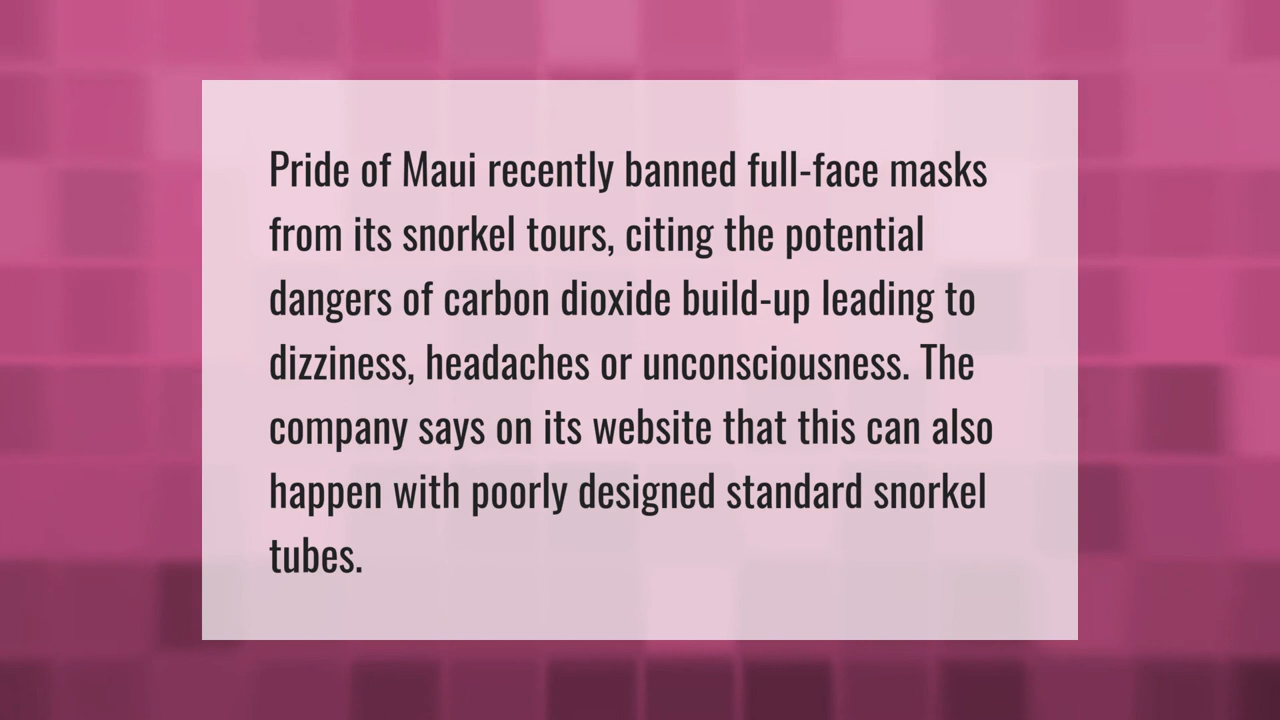 Pride of Maui recently banned full-face masks
from its snorkel tours, citing the potential
dangers of carbon dioxide build-up leading to
dizziness, headaches or unconsciousness. The
company says on its website that this can also
happen with poorly designed standard snorkel
tubes.